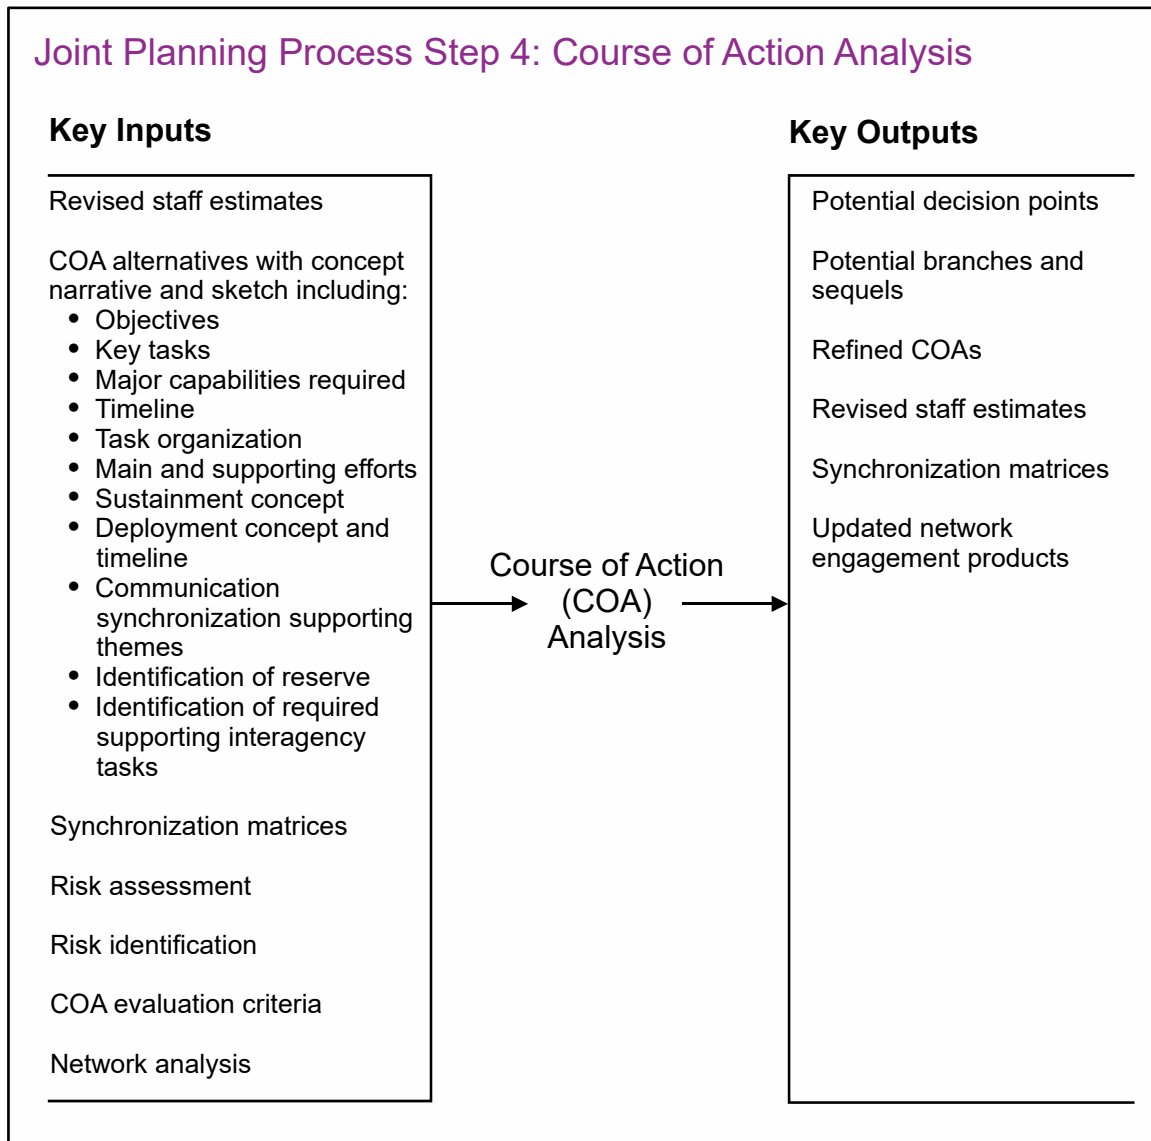 Joint Planning Process Step 4: Course of Action Analysis
Key Inputs
Revised staff estimates
COA alternatives with concept
narrative and sketch including:
• Objectives
• Key tasks
• Major capabilities required
• Timeline
• Task organization
• Main and supporting efforts
• Sustainment concept
• Deployment concept and
timeline
• Communication
synchronization supporting
themes
• Identification of reserve
• Identification of required
supporting interagency
tasks
Synchronization matrices
Risk assessment
Risk identification
COA evaluation criteria
Network analysis
Course of Action
(COA)
Analysis
Key Outputs
Potential decision points
Potential branches and
sequels
Refined COAs
Revised staff estimates
Synchronization matrices
Updated network
engagement products